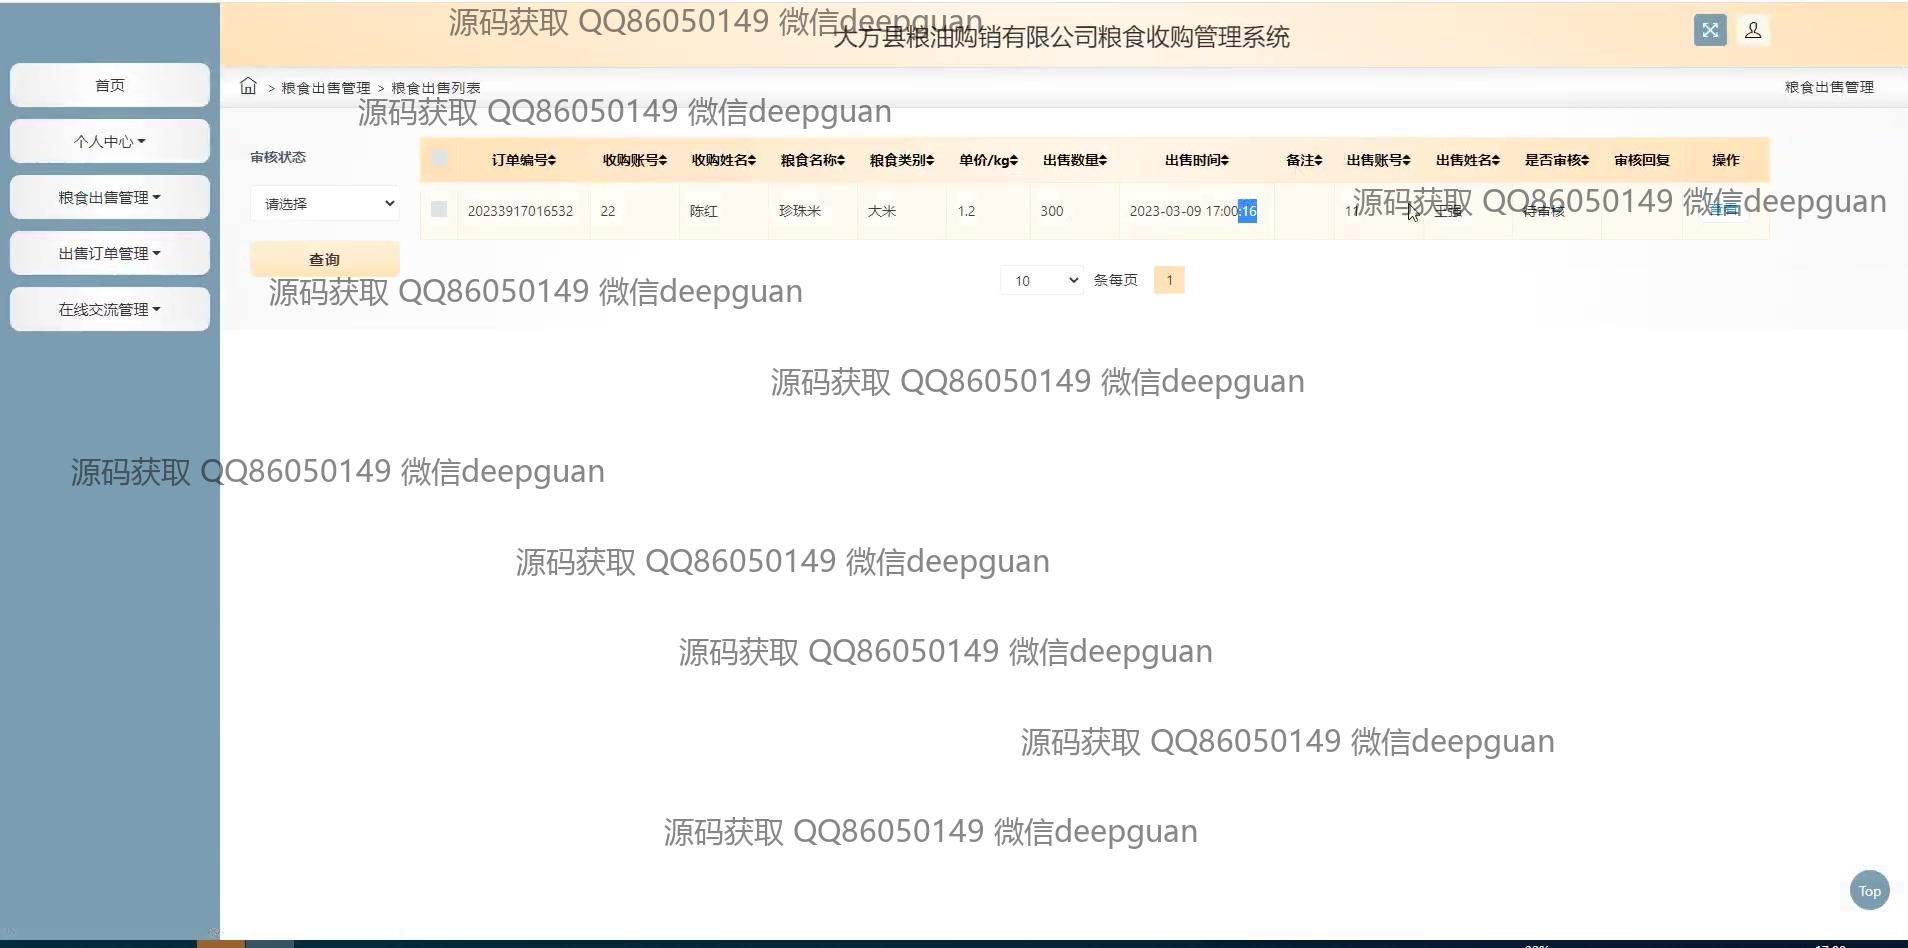 源码获取 QQ86050149 微信deepguan
大方县粮油购销有限公司粮食收购管理系统
首页
个人中心
粮食出售管理
出售订单管理
在线交流管理
> 粮食出售管理 > 粮食出售列表
粮食出售管理
源码获取 QQ86050149 微信deepguan
审核状态
请选择
查询
订单编号 收购账号 收购姓名 粮食名称 粮食类别 单价/kg 出售数量 出售时间 备注 出售账号 出售姓名 是否审核 审核回复 操作
20233917016532 22 陈红 珍珠米 大米 1.2 300 2023-03-09 17:00:16 11 王强 待审核
源码获取 QQ86050149 微信deepguan
10 条每页 1
源码获取 QQ86050149 微信deepguan
源码获取 QQ86050149 微信deepguan
源码获取 QQ86050149 微信deepguan
源码获取 QQ86050149 微信deepguan
源码获取 QQ86050149 微信deepguan
源码获取 QQ86050149 微信deepguan
源码获取 QQ86050149 微信deepguan
Top